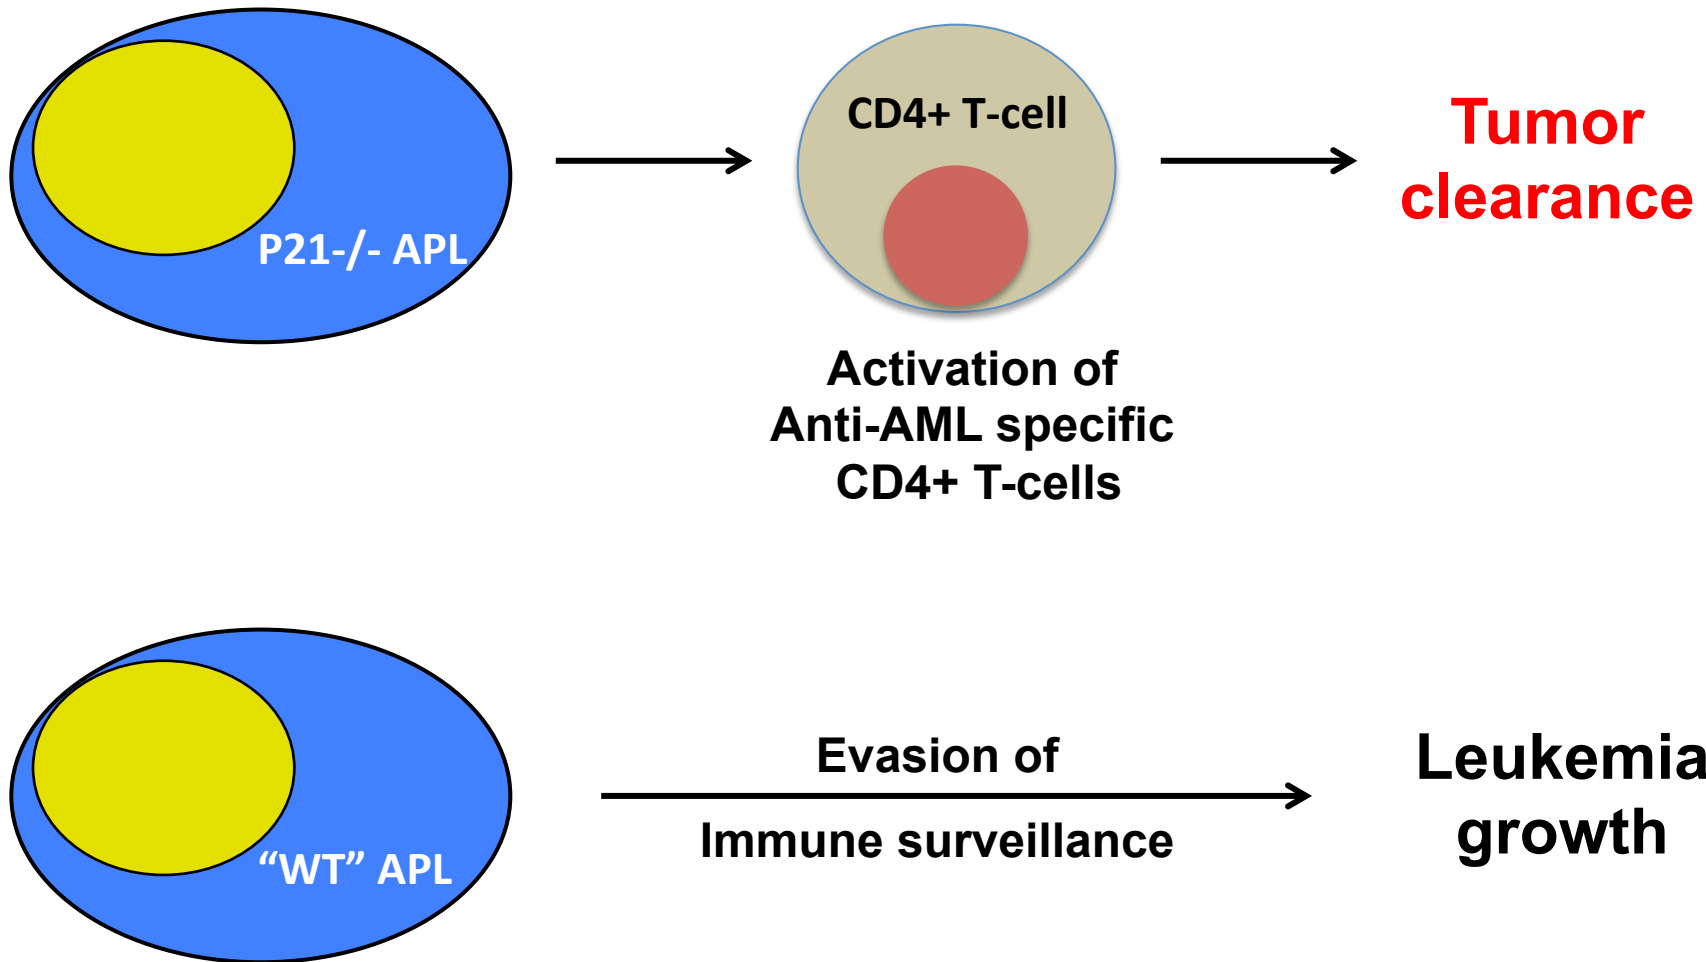 P21-/- APL
CD4+ T-cell
Activation of
Anti-AML specific
CD4+ T-cells
Tumor
clearance
“WT” APL
Evasion of
Immune surveillance
Leukemia
growth